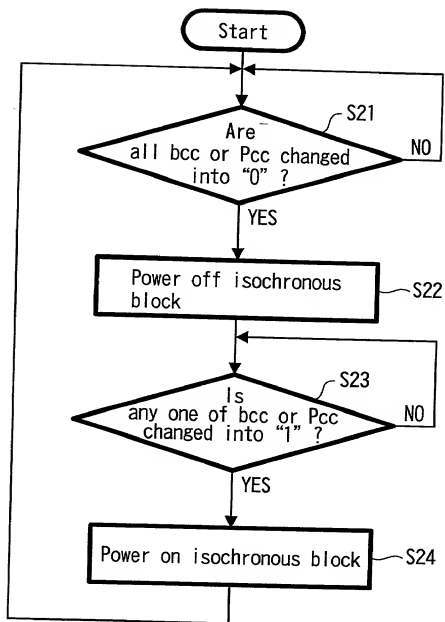 Start
S21
Are
all bcc or Pcc changed
into "0" ?
NO
YES
Power off isochronous
block
S22
S23
Is
any one of bcc or Pcc
changed into "1" ?
NO
YES
Power on isochronous block
S24